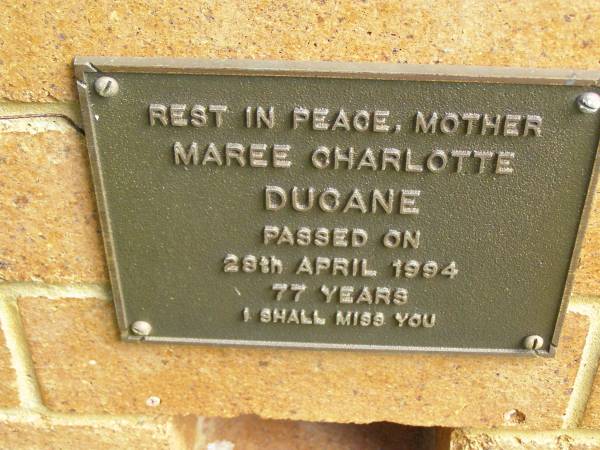 REST IN PEACE, MOTHER
MAREE CHARLOTTE
DUCANE
PASSED ON
28th APRIL 1994
77 YEARS
I SHALL MISS YOU